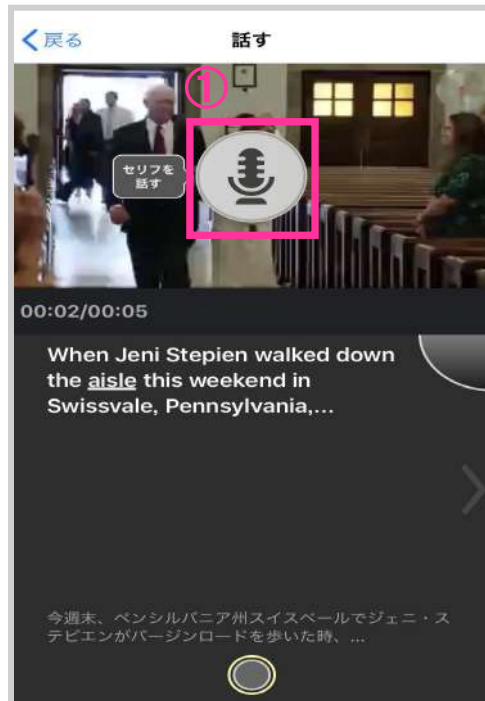 戻る
話す
①
セリフを
話す
00:02/00:05
When Jeni Stepien walked down
the aisle this weekend in
Swissvale, Pennsylvania,...
今週末、ペンシルバニア州スイスベールでジェニ・ス
テピエンがバージンロードを歩いた時、...